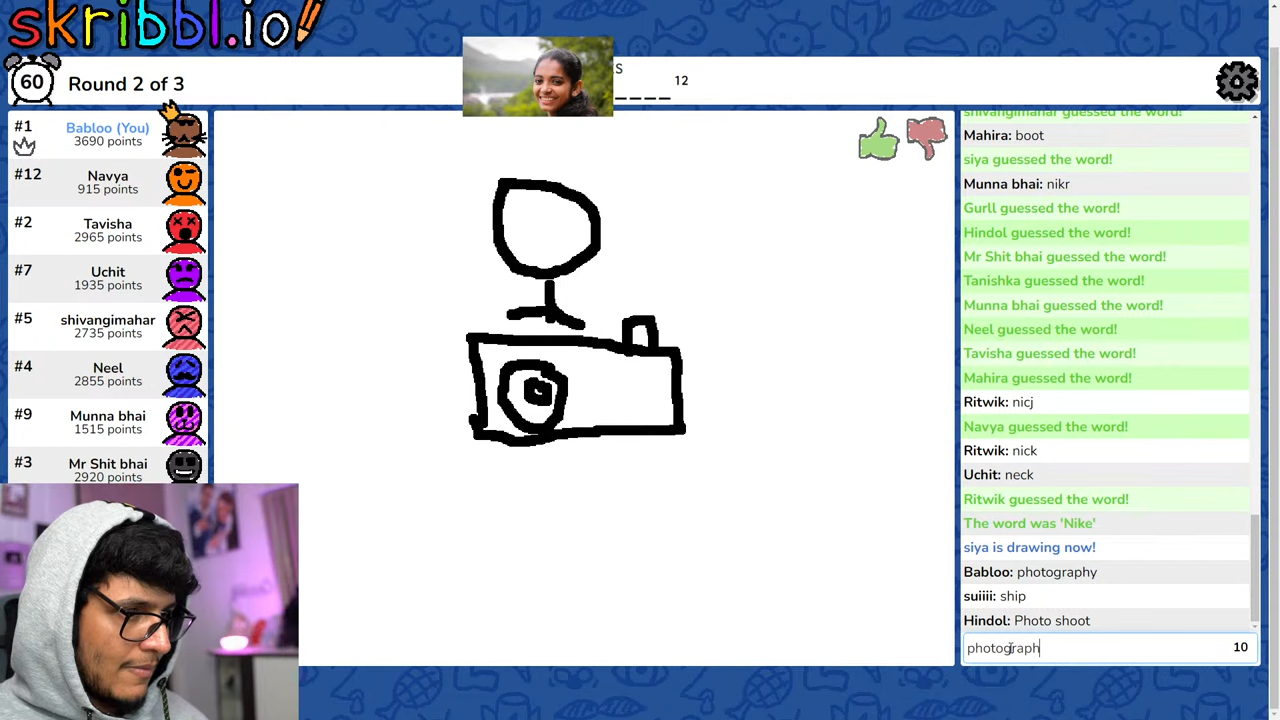 skribbl.io
60
Round 2 of 3
S
____ 12
#1
Babloo (You)
3690 points
#12
Navya
915 points
#2
Tavisha
2965 points
#7
Uchit
1935 points
#5
shivangimahar
2735 points
#4
Neel
2855 points
#9
Munna bhai
1515 points
#3
Mr Shit bhai
2920 points
shivangimahar guessed the word!
Mahira: boot
siya guessed the word!
Munna bhai: nikr
Gurll guessed the word!
Hindol guessed the word!
Mr Shit bhai guessed the word!
Tanishka guessed the word!
Munna bhai guessed the word!
Neel guessed the word!
Tavisha guessed the word!
Mahira guessed the word!
Ritwik: nicj
Navya guessed the word!
Ritwik: nick
Uchit: neck
Ritwik guessed the word!
The word was 'Nike'
siya is drawing now!
Babloo: photography
suiiii: ship
Hindol: Photo shoot
photograph 10